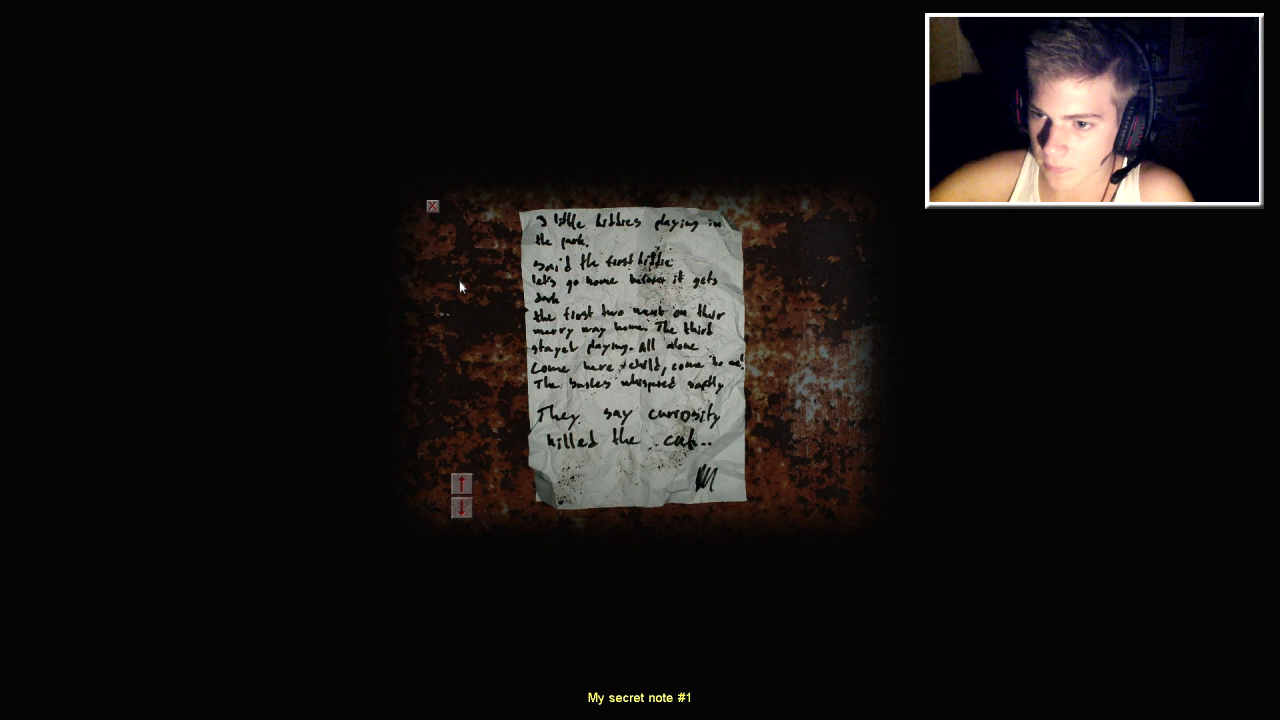 3 little kiddies playing in
the park.
said the first kiddie
let's go home before it gets
dark
the first two went on their
merry way home. The third
stayed playing. All alone
Come here child, come to me!
The bushes whispered softly
They say curiosity
killed the cat..
My secret note #1